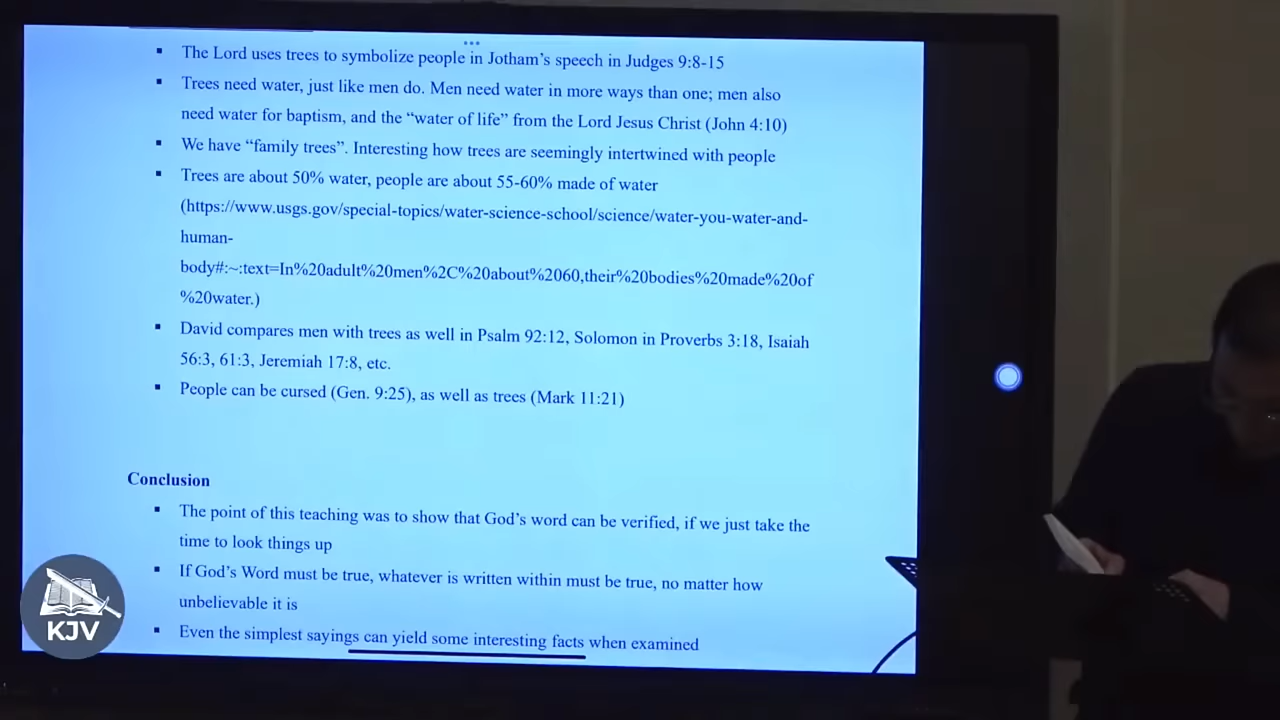 The Lord uses trees to symbolize people in Jotham’s speech in Judges 9:8-15
Trees need water, just like men do. Men need water in more ways than one; men also
need water for baptism, and the “water of life” from the Lord Jesus Christ (John 4:10)
We have “family trees”. Interesting how trees are seemingly intertwined with people
Trees are about 50% water, people are about 55-60% made of water
(https://www.usgs.gov/special-topics/water-science-school/science/water-you-water-and-
human-
body#:~:text=In%20adult%20men%2C%20about%2060,their%20bodies%20made%20of
%20water.)
David compares men with trees as well in Psalm 92:12, Solomon in Proverbs 3:18, Isaiah
56:3, 61:3, Jeremiah 17:8, etc.
People can be cursed (Gen. 9:25), as well as trees (Mark 11:21)
Conclusion
The point of this teaching was to show that God’s word can be verified, if we just take the
time to look things up
If God’s Word must be true, whatever is written within must be true, no matter how
unbelievable it is
Even the simplest sayings can yield some interesting facts when examined
KJV